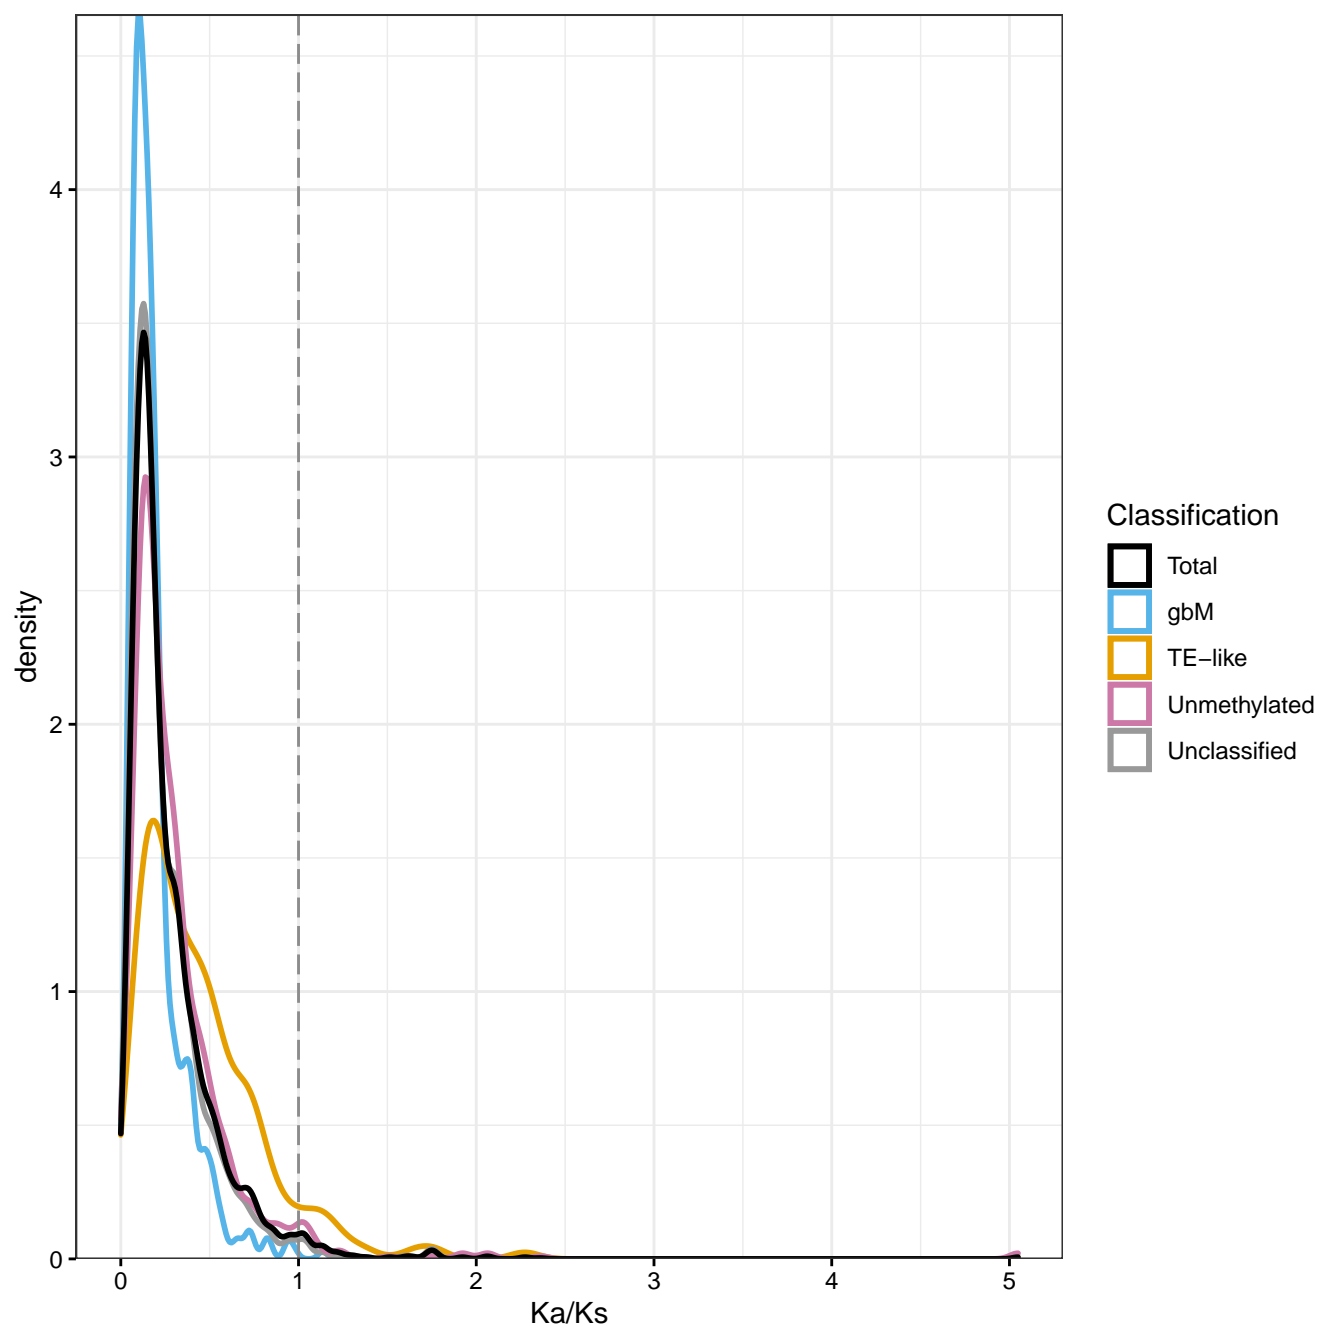 density
4
3
2
1
0
0 1 2 3 4 5
Ka/Ks
Classification
Total
gbM
TE−like
Unmethylated
Unclassified